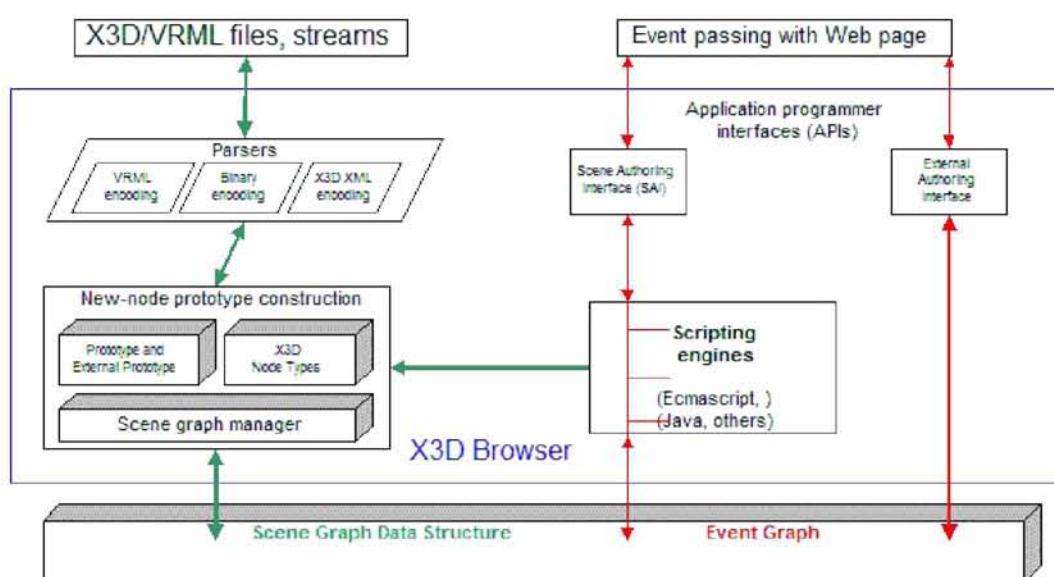 X3D/VRML files, streams
Event passing with Web page
Application programmer
interfaces (APIs)
Parsers
VRML
encoding
Binary
encoding
X3D XML
encoding
Scene Authoring
Interface (SAI)
External
Authoring
Interface
New-node prototype construction
Prototype and
External Prototype
X3D
Node Types
Scene graph manager
Scripting
engines
(Ecmascript, )
(Java, others)
X3D Browser
Scene Graph Data Structure
Event Graph